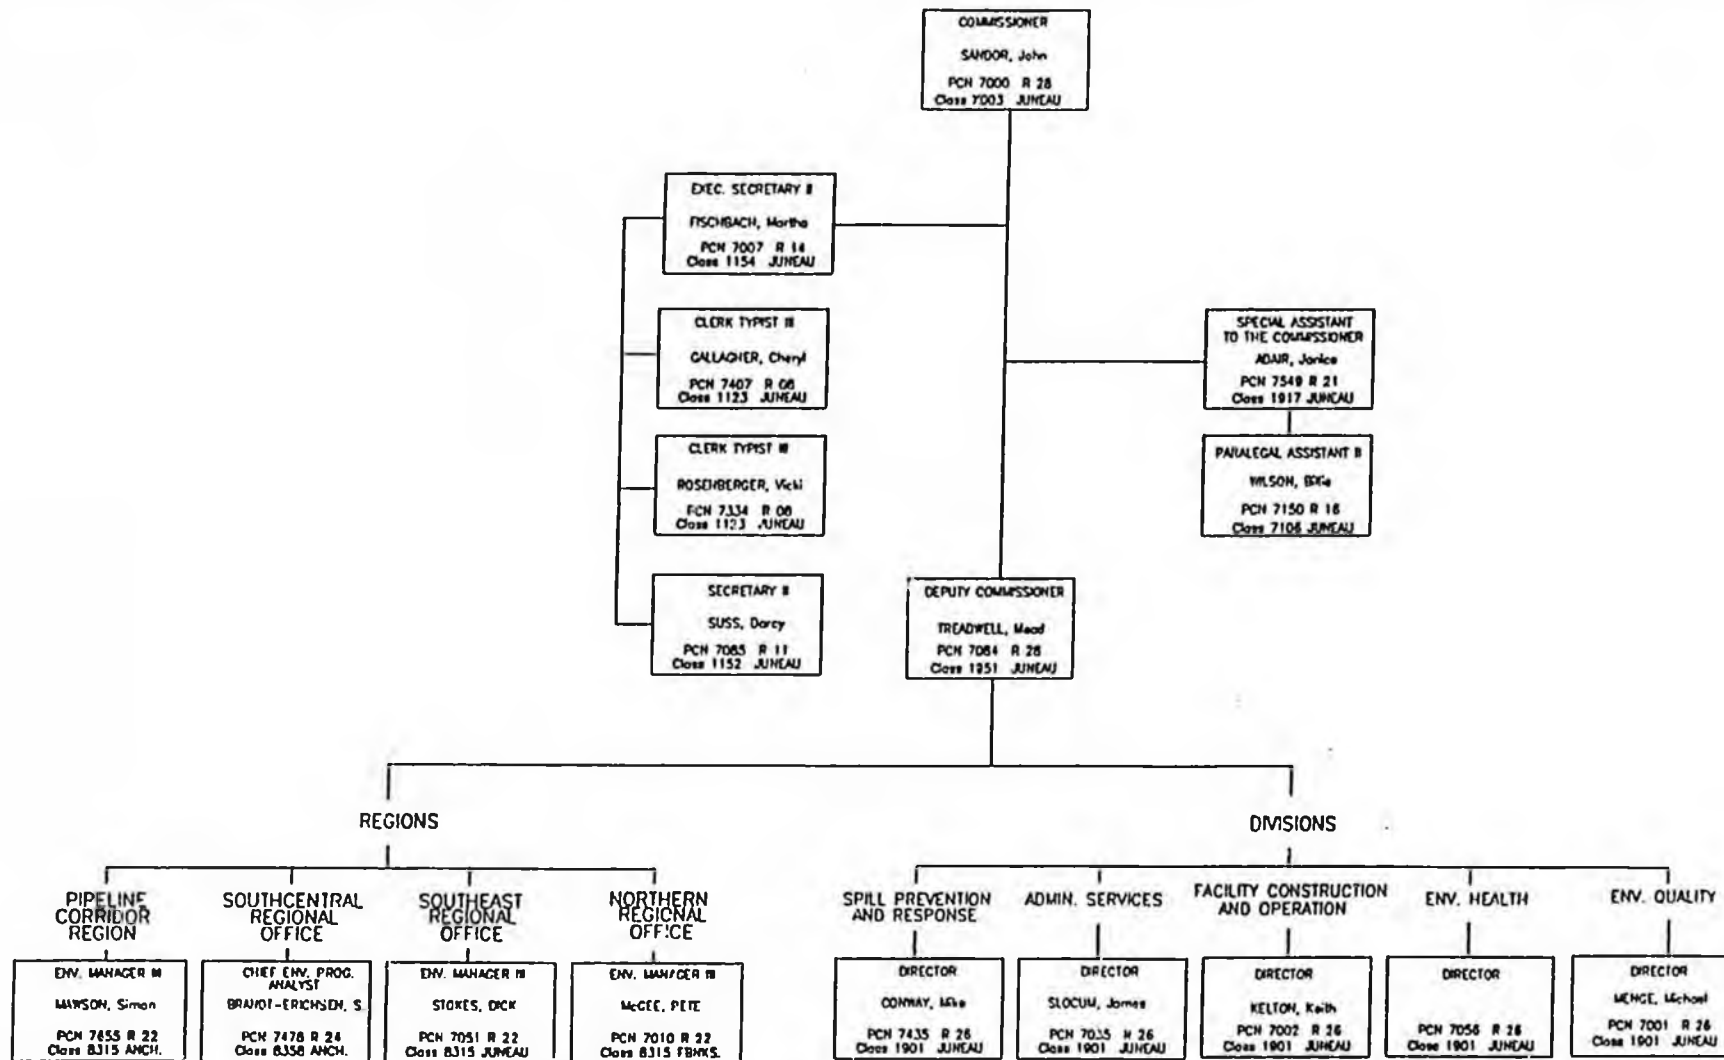 COMMISSIONER
SANDOR, John
PCN 7000 R 28
Class 7003 JUNEAU
EXEC. SECRETARY II
FISCHBACH, Martha
PCN 7007 R 14
Class 1154 JUNEAU
CLERK TYPIST III
GALLAGHER, Cheryl
PCN 7407 R 08
Class 1123 JUNEAU
SPECIAL ASSISTANT
TO THE COMMISSIONER
ADAIR, Janice
PCN 7549 R 21
Class 1917 JUNEAU
CLERK TYPIST III
ROSENBERGER, Vicki
PCN 7334 R 08
Class 1123 JUNEAU
PARALEGAL ASSISTANT II
WILSON,
PCN 7150 R 16
Class 7106 JUNEAU
SECRETARY II
SUSS, Darcy
PCN 7085 R 11
Class 1152 JUNEAU
DEPUTY COMMISSIONER
TREADWELL, Mead
PCN 7084 R 28
Class 1951 JUNEAU
REGIONS
DIVISIONS
PIPELINE
CORRIDOR
REGION
SOUTHCENTRAL
REGIONAL
OFFICE
SOUTHEAST
REGIONAL
OFFICE
NORTHERN
REGIONAL
OFFICE
SPILL PREVENTION
AND RESPONSE
ADMIN. SERVICES
FACILITY CONSTRUCTION
AND OPERATION
ENV. HEALTH
ENV. QUALITY
ENV. MANAGER III
MAWSON, Simon
PCN 7655 R 22
Class 8315 ANCH.
CHIEF ENV. PROG.
ANALYST
BRANDT-ERICHSEN, S.
PCN 7478 R 24
Class 8358 ANCH.
ENV. MANAGER III
STOKES, DICK
PCN 7051 R 22
Class 8315 JUNEAU
ENV. MANAGER III
McGEE, PETE
PCN 7010 R 22
Class 8315 FBNKS.
DIRECTOR
CONWAY, Mike
PCN 7435 R 26
Class 1901 JUNEAU
DIRECTOR
SLOCUM, James
PCN 7035 R 26
Class 1901 JUNEAU
DIRECTOR
KELTON, Keith
PCN 7002 R 26
Class 1901 JUNEAU
DIRECTOR
PCN 7056 R 26
Class 1901 JUNEAU
DIRECTOR
MENGE, Michael
PCN 7001 R 26
Class 1901 JUNEAU